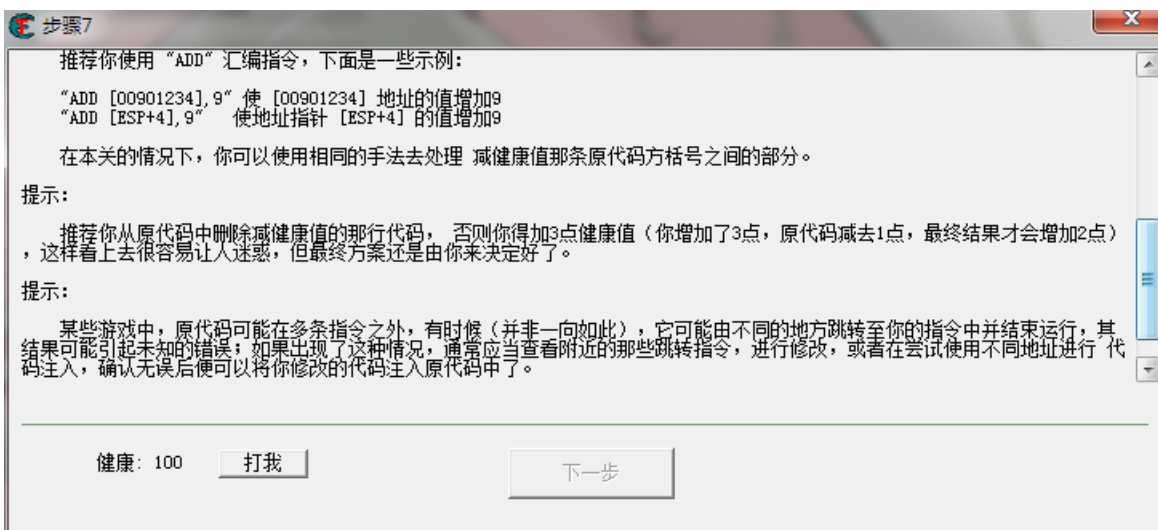 步骤7
推荐你使用 “ADD” 汇编指令，下面是一些示例：
“ADD [00901234],9” 使 [00901234] 地址的值增加9
“ADD [ESP+4],9” 使地址指针 [ESP+4] 的值增加9
在本关的情况下，你可以使用相同的手法去处理 减健康值那条原代码方括号之间的部分。
提示：
推荐你从原代码中删除减健康值的那行代码， 否则你得加3点健康值（你增加了3点，原代码减去1点，最终结果才会增加2点）
，这样看上去很容易让人迷惑，但最终方案还是由你来决定好了。
提示：
某些游戏中，原代码可能在多条指令之外，有时候（并非一向如此），它可能由不同的地方跳转至你的指令中并结束运行，其
结果可能引起未知的错误；如果出现了这种情况，通常应当查看附近的那些跳转指令，进行修改，或者在尝试使用不同地址进行 代
码注入，确认无误后便可以将你修改的代码注入原代码中了。
健康: 100 打我 下一步